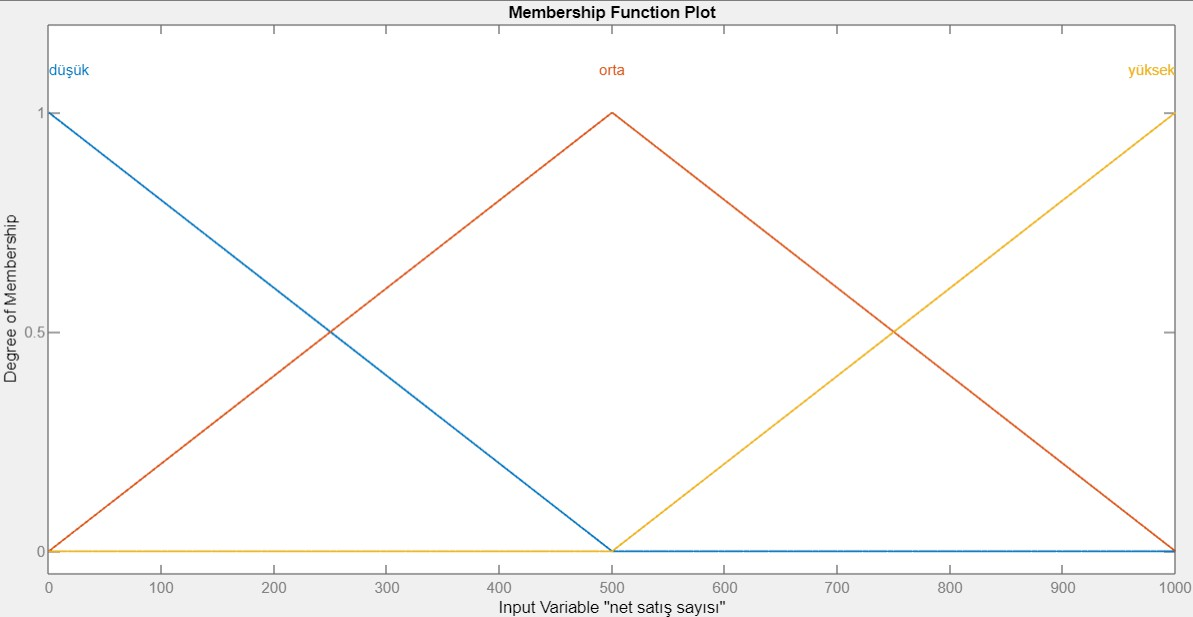 Membership Function Plot
düşük orta yüksek
1
0.5
0
Degree of Membership
0 100 200 300 400 500 600 700 800 900 1000
Input Variable "net satış sayısı"